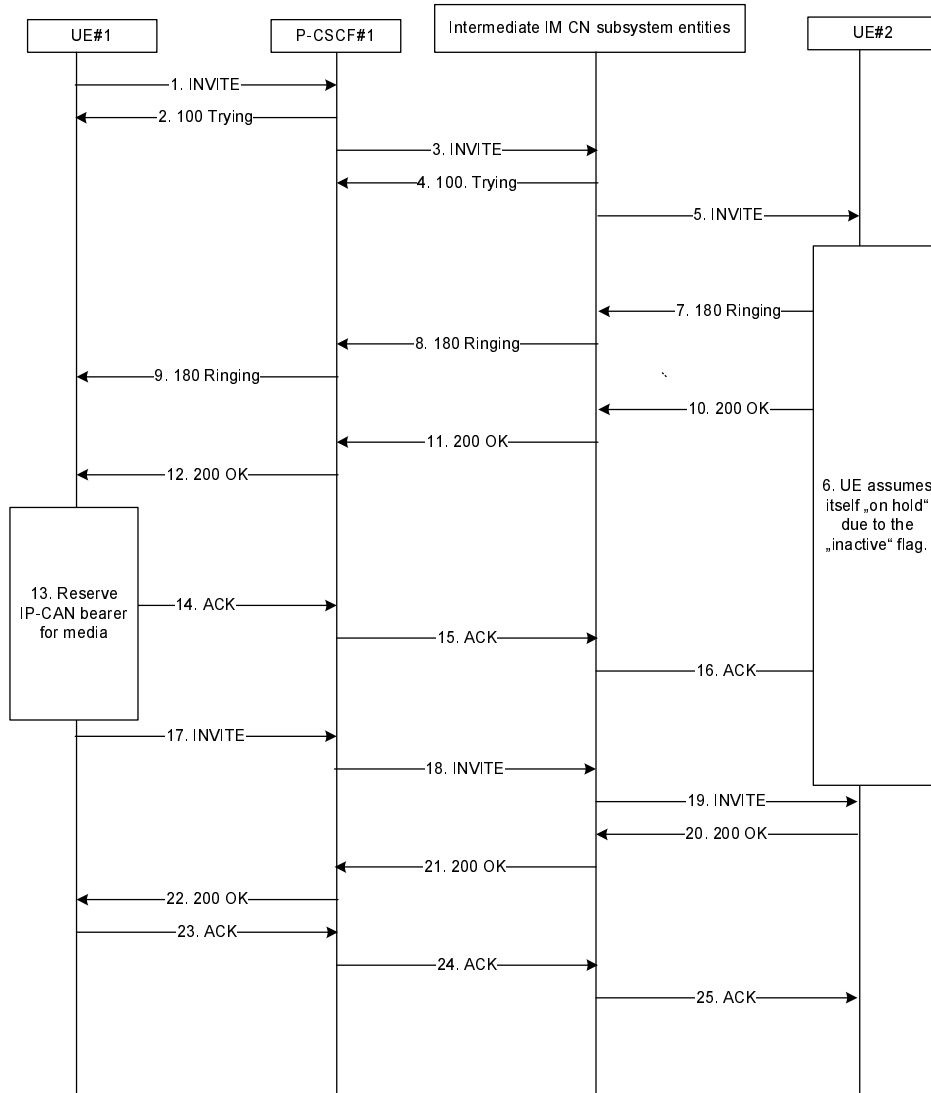 UE#1
P-CSCF#1
Intermediate IM CN subsystem entities
UE#2
1. INVITE
2. 100 Trying
3. INVITE
4. 100. Trying
5. INVITE
7. 180 Ringing
8. 180 Ringing
9. 180 Ringing
10. 200 OK
11. 200 OK
12. 200 OK
6. UE assumes
itself „on hold“
due to the
„inactive“ flag.
13. Reserve
IP-CAN bearer
for media
14. ACK
15. ACK
16. ACK
17. INVITE
18. INVITE
19. INVITE
20. 200 OK
21. 200 OK
22. 200 OK
23. ACK
24. ACK
25. ACK